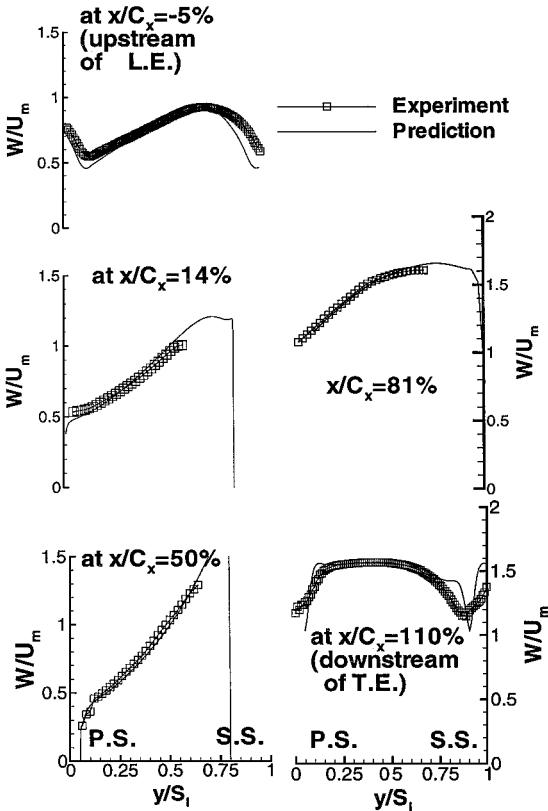 at x/Cx=-5%
(upstream
of L.E.)
1.5
1
0.5
0
W/Um
Experiment
Prediction
at x/Cx=14%
1.5
1
0.5
0
W/Um
2
1.5
1
0.5
0
W/Um
x/Cx=81%
at x/Cx=50%
1.5
1
0.5
0
W/Um
P.S.
S.S.
0 0.25 0.5 0.75 1
y/Sl
2
1.5
1
0.5
0
W/Um
at x/Cx=110%
(downstream
of T.E.)
P.S.
S.S.
0 0.25 0.5 0.75 1
y/Sl